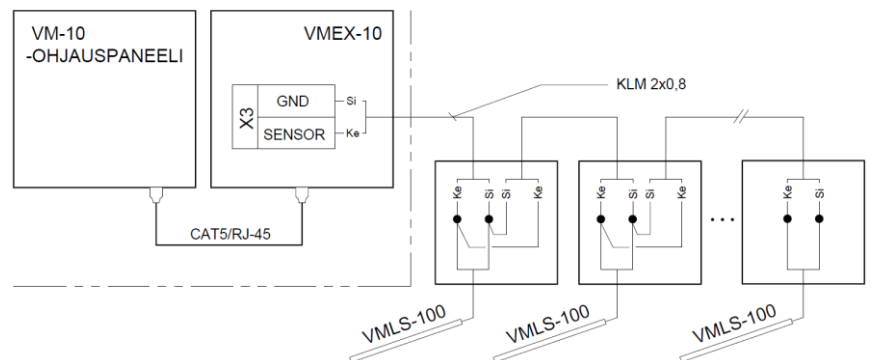 VM-10
-OHJAUSPANEELI
VMEX-10
X3
GND
SENSOR
Si
Ke
KLM 2x0,8
CAT5/RJ-45
Ke
Si
Si
Ke
Ke
Si
Si
Ke
...
Ke
Si
VMLS-100
VMLS-100
VMLS-100